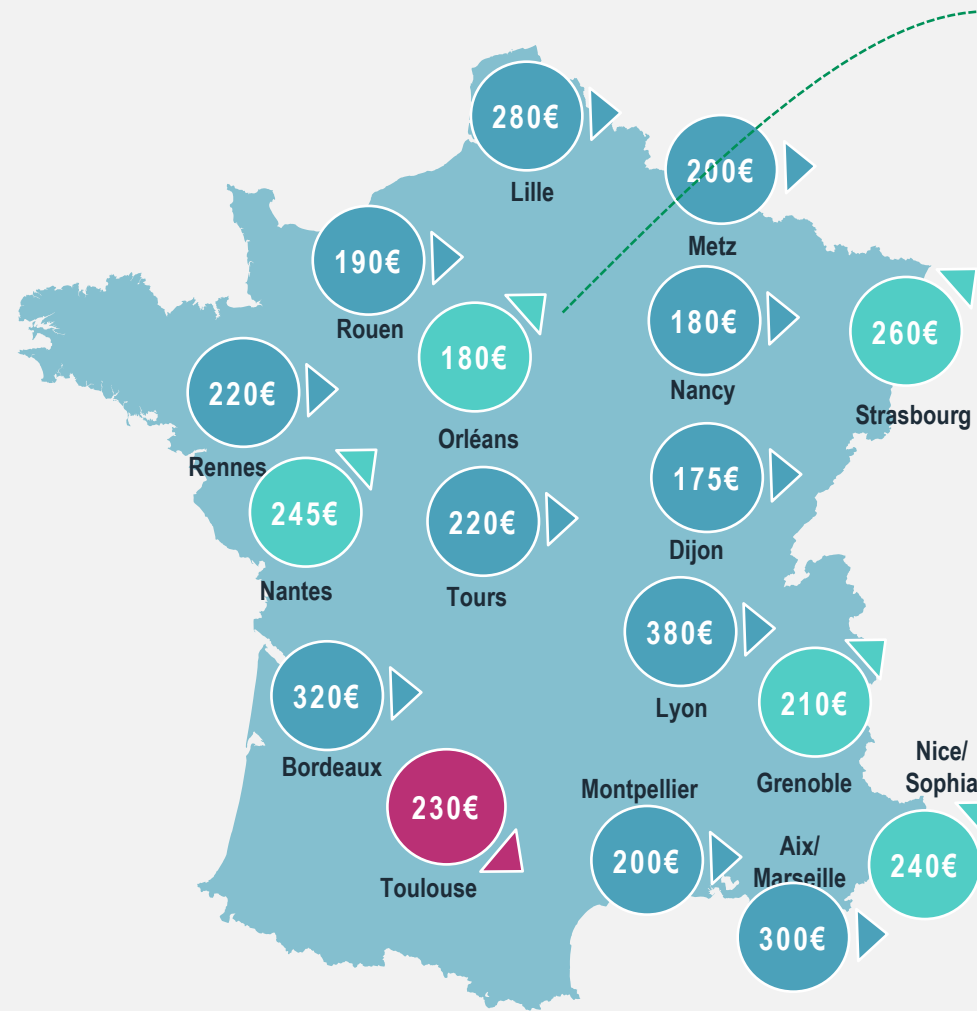 280€
Lille
200€
Metz
190€
Rouen
180€
Orléans
180€
Nancy
260€
Strasbourg
220€
Rennes
245€
Nantes
220€
Tours
175€
Dijon
380€
Lyon
320€
Bordeaux
210€
Grenoble
230€
Toulouse
Montpellier
200€
Aix/
Marseille
300€
Nice/
Sophia
240€